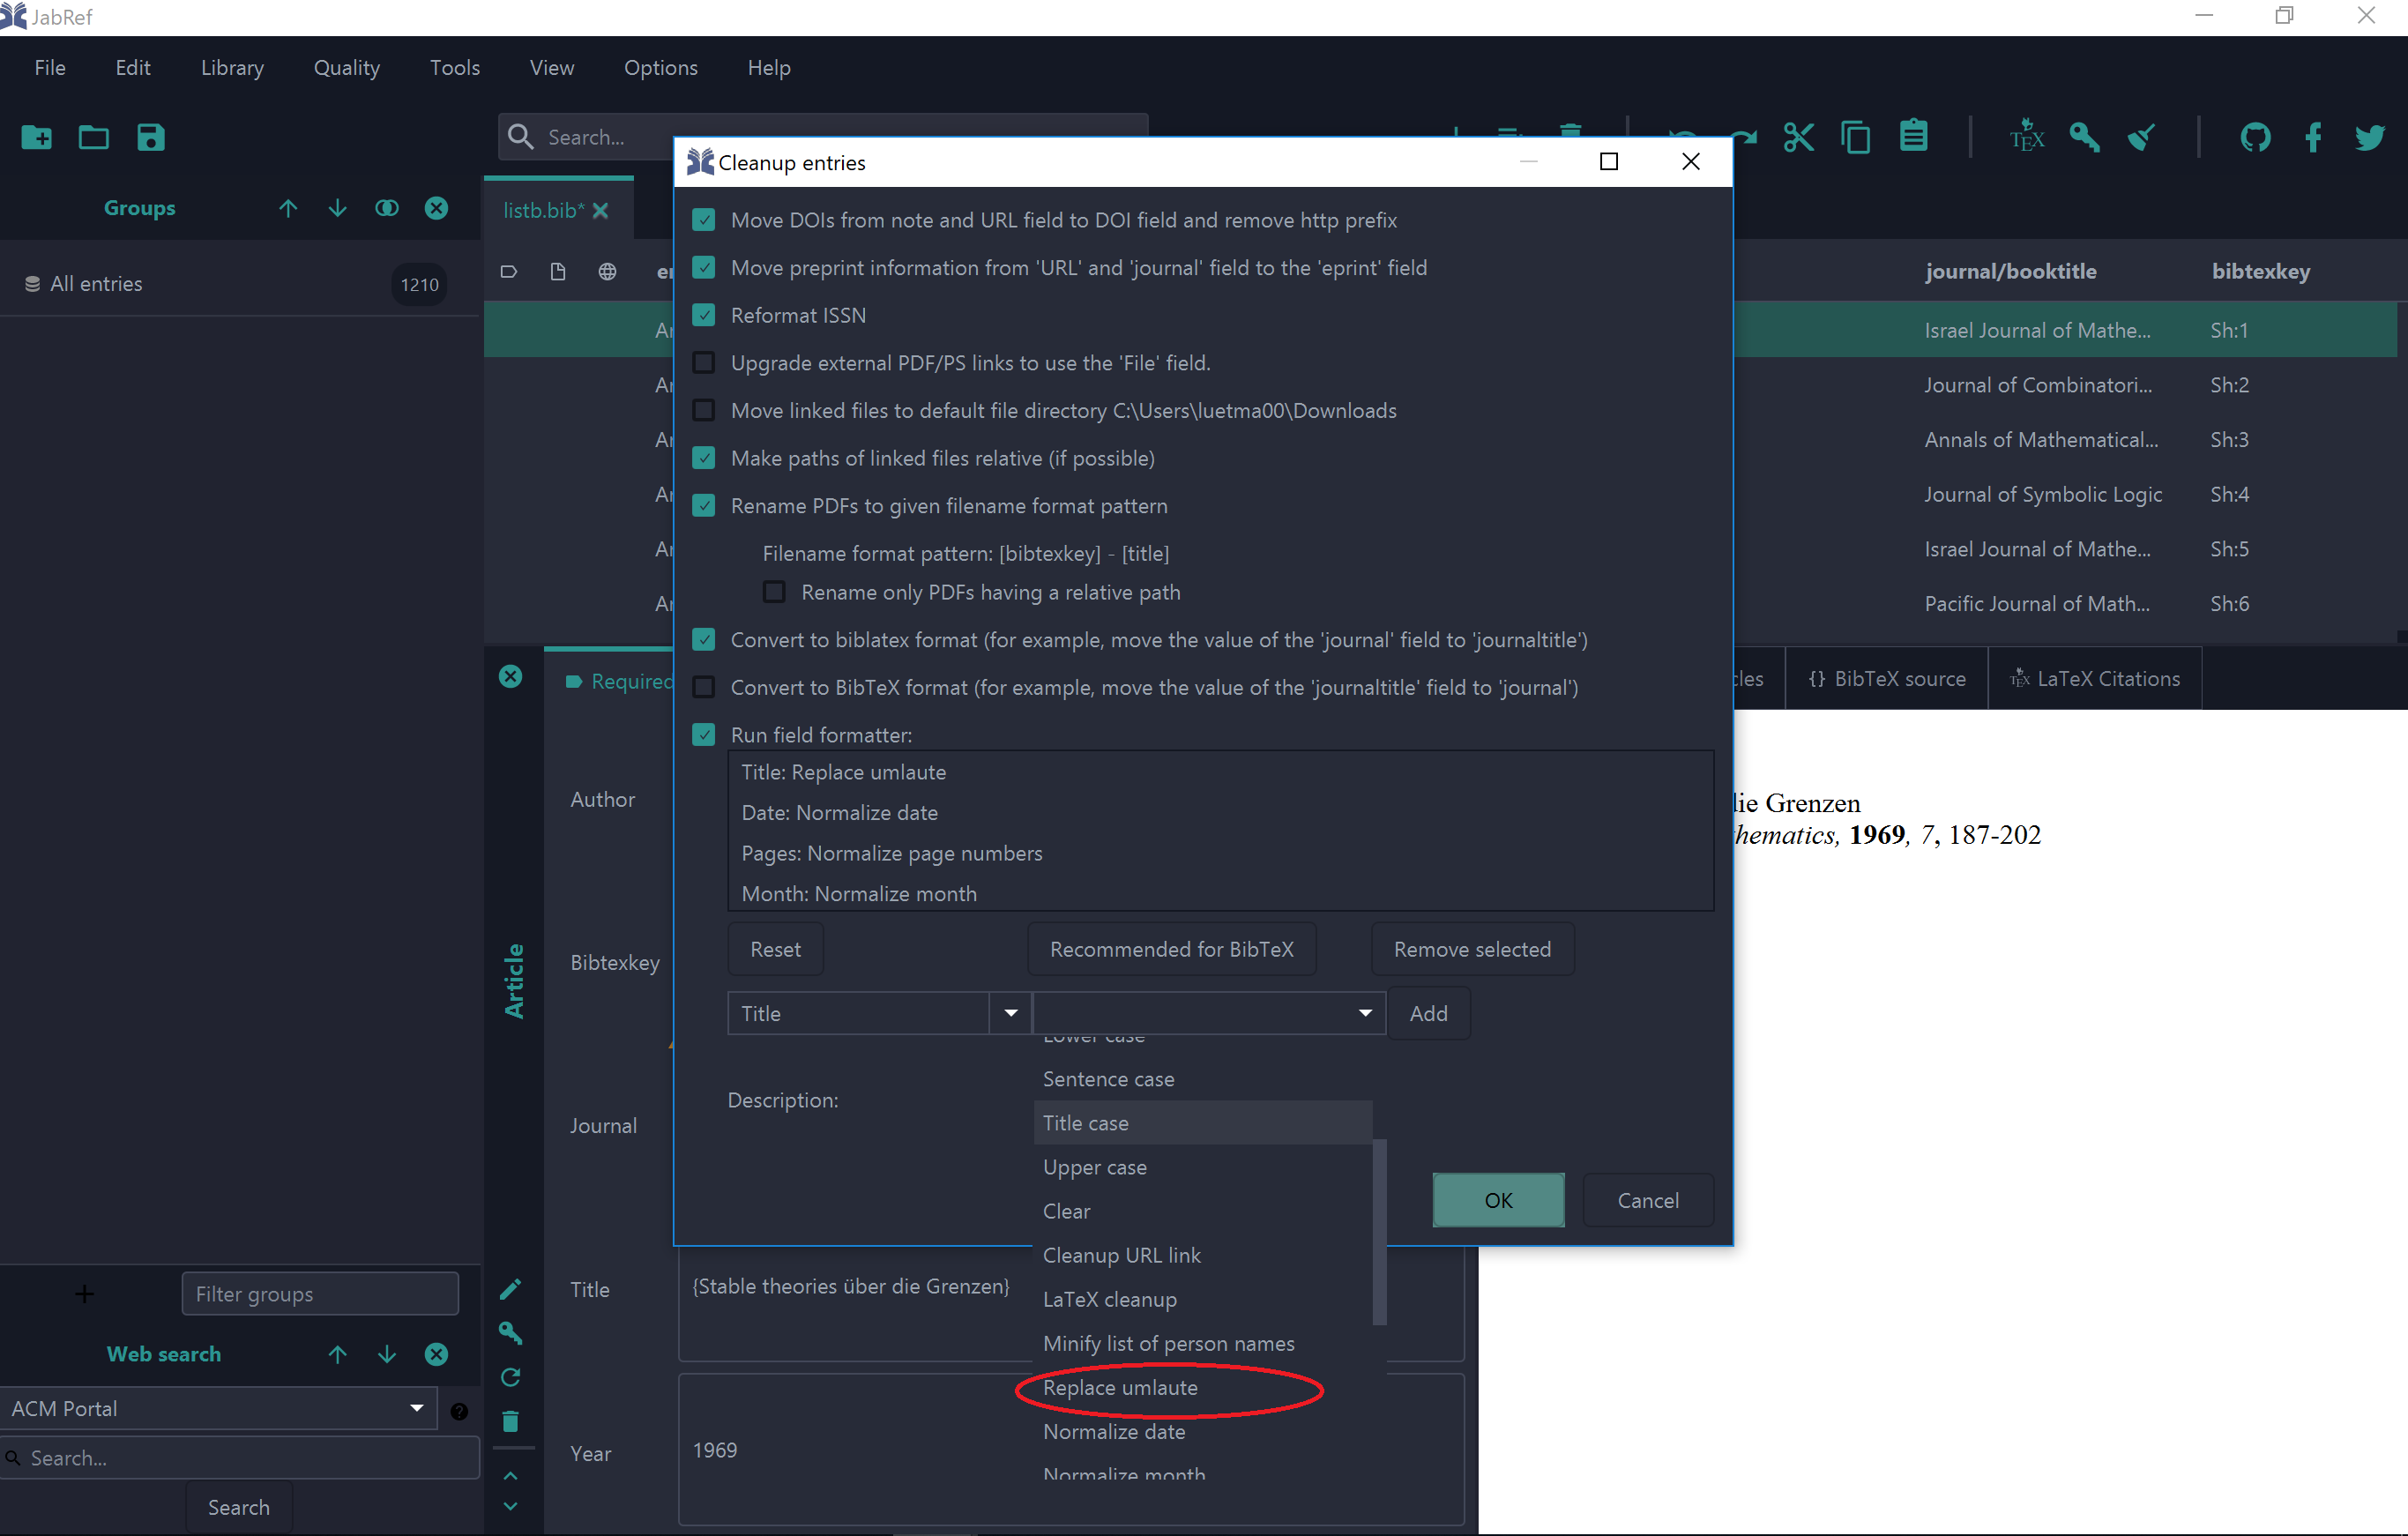 JabRef
File Edit Library Quality Tools View Options Help
Search...
Groups
All entries 1210
listb.bib*
journal/booktitle bibtexkey
Israel Journal of Mathe... Sh:1
Journal of Combinatori... Sh:2
Annals of Mathematical... Sh:3
Journal of Symbolic Logic Sh:4
Israel Journal of Mathe... Sh:5
Pacific Journal of Math... Sh:6
Cleanup entries
Move DOIs from note and URL field to DOI field and remove http prefix
Move preprint information from 'URL' and 'journal' field to the 'eprint' field
Reformat ISSN
Upgrade external PDF/PS links to use the 'File' field.
Move linked files to default file directory C:\Users\luetma00\Downloads
Make paths of linked files relative (if possible)
Rename PDFs to given filename format pattern
Filename format pattern: [bibtexkey] - [title]
Rename only PDFs having a relative path
Convert to biblatex format (for example, move the value of the 'journal' field to 'journaltitle')
Convert to BibTeX format (for example, move the value of the 'journaltitle' field to 'journal')
Run field formatter:
Title: Replace umlaute
Date: Normalize date
Pages: Normalize page numbers
Month: Normalize month
Reset Recommended for BibTeX Remove selected
Title Add
Lower case
Sentence case
Title case
Upper case
Clear
Cleanup URL link
LaTeX cleanup
Minify list of person names
Replace umlaute
Normalize date
Normalize month
Description:
OK Cancel
Required
{} BibTeX source
TEX LaTeX Citations
die Grenzen
thematics, 1969, 7, 187-202
Article
Author
Bibtexkey
Journal
Title {Stable theories über die Grenzen}
Year 1969
Filter groups
Web search
ACM Portal
Search...
Search